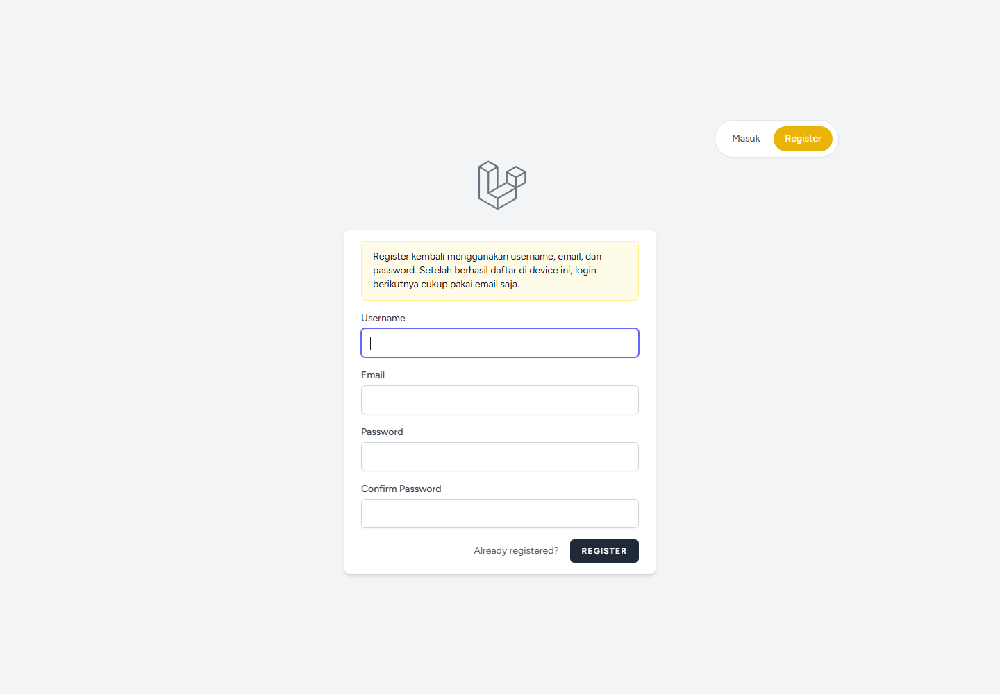 Masuk
Register
Register kembali menggunakan username, email, dan
password. Setelah berhasil daftar di device ini, login
berikutnya cukup pakai email saja.
Username
Email
Password
Confirm Password
Already registered?
REGISTER